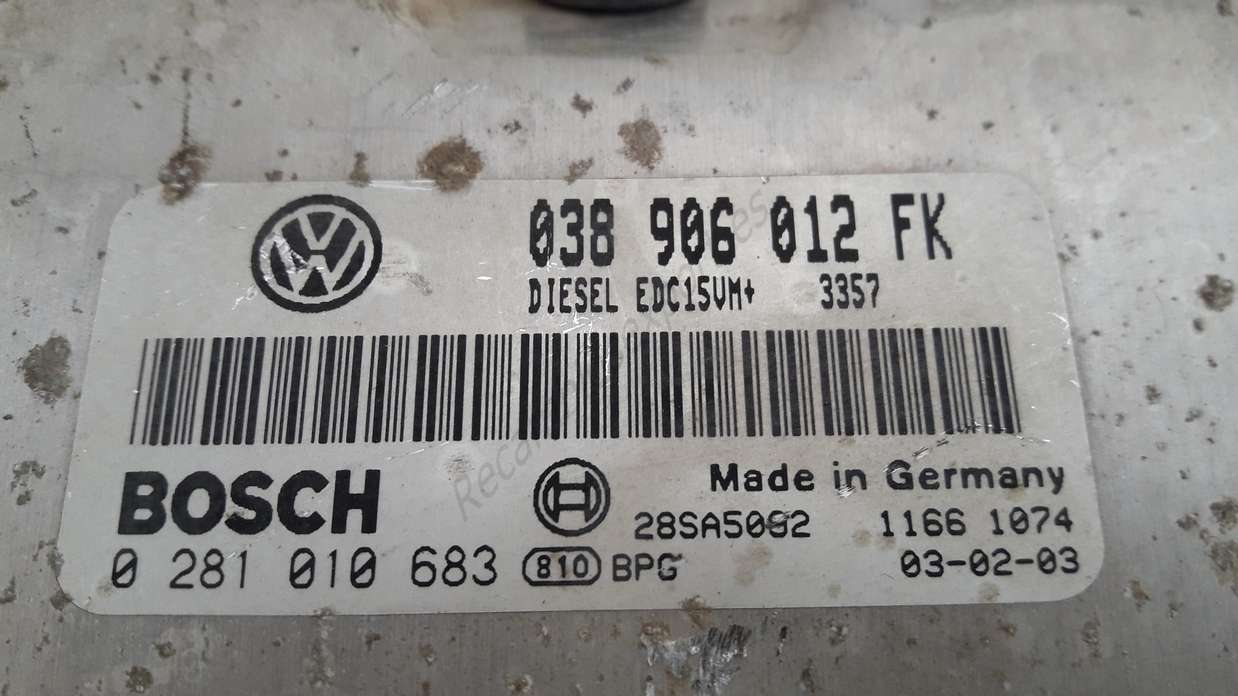 038 906 012 FK
DIESEL EDC15VM+ 3357
BOSCH
Made in Germany
28SA5092 1166 1074
0 281 010 683 810 BPG
03-02-03